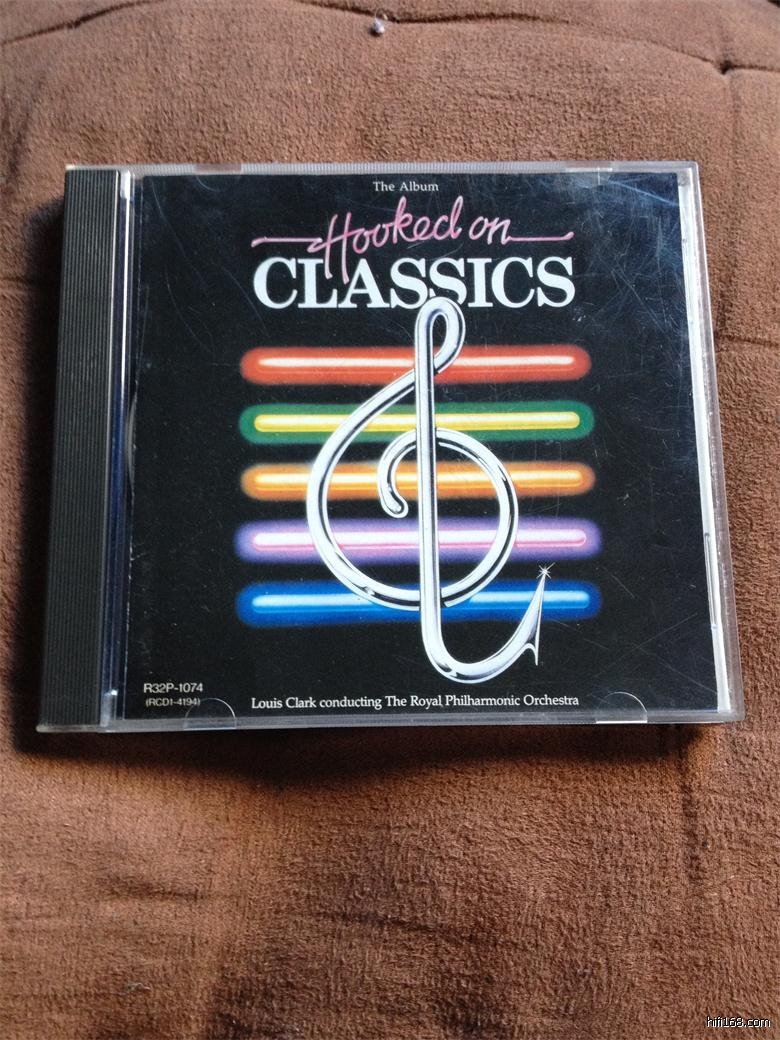 The Album
Hooked on
CLASSICS
R32P-1074
(RCD1-4194)
Louis Clark conducting The Royal Philharmonic Orchestra
hifi168.com